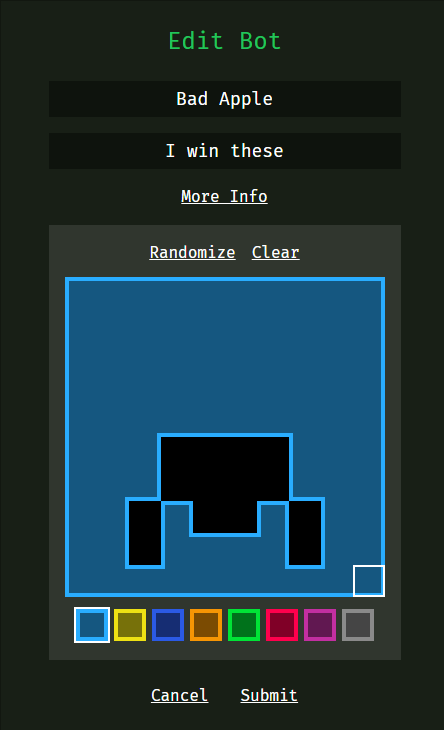 Edit Bot
Bad Apple
I win these
More Info
Randomize Clear
Cancel Submit